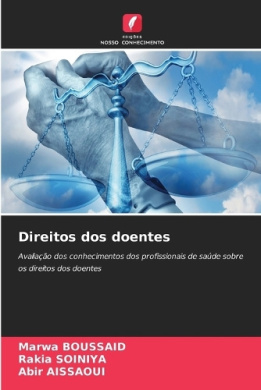 edições
NOSSO CONHECIMENTO
Direitos dos doentes
Avaliação dos conhecimentos dos profissionais de saúde sobre
os direitos dos doentes
Marwa BOUSSAID
Rakia SOINIYA
Abir AISSAOUI